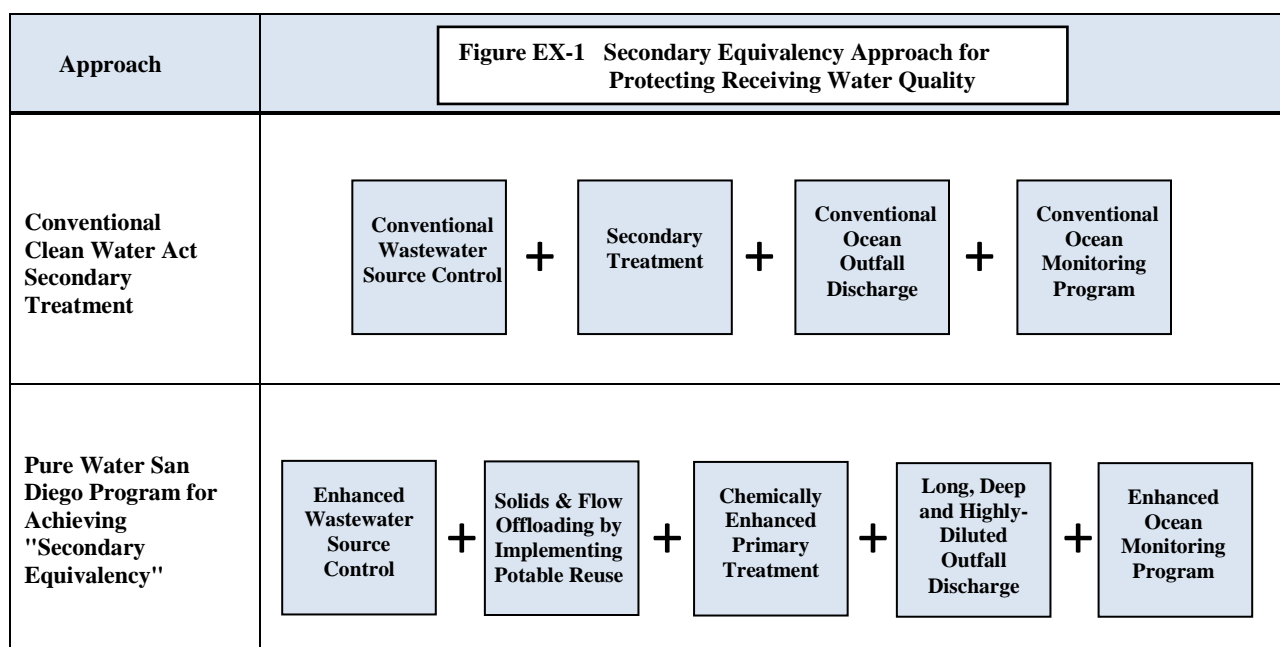 Approach
Figure EX-1 Secondary Equivalency Approach for
Protecting Receiving Water Quality
Conventional
Clean Water Act
Secondary
Treatment
Conventional
Wastewater
Source Control
+
Secondary
Treatment
+
Conventional
Ocean
Outfall
Discharge
+
Conventional
Ocean
Monitoring
Program
Pure Water San
Diego Program for
Achieving
"Secondary
Equivalency"
Enhanced
Wastewater
Source
Control
+
Solids & Flow
Offloading by
Implementing
Potable Reuse
+
Chemically
Enhanced
Primary
Treatment
+
Long, Deep
and Highly-
Diluted
Outfall
Discharge
+
Enhanced
Ocean
Monitoring
Program